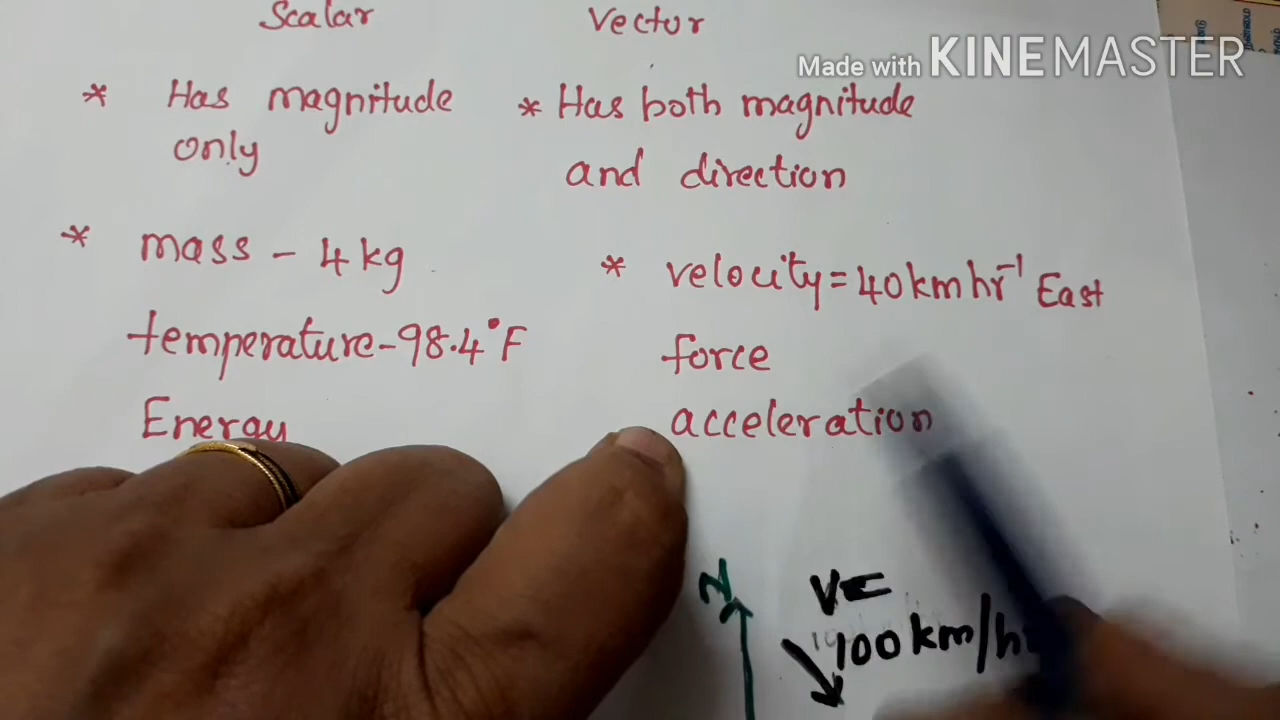 Scalar
Vector
Made with KINEMASTER
* Has magnitude
only
* Has both magnitude
and direction
* mass - 4 kg
temperature - 98.4°F
Energy
* velocity = 40 km hr⁻¹ East
force
acceleration
N
V =
100 km/h